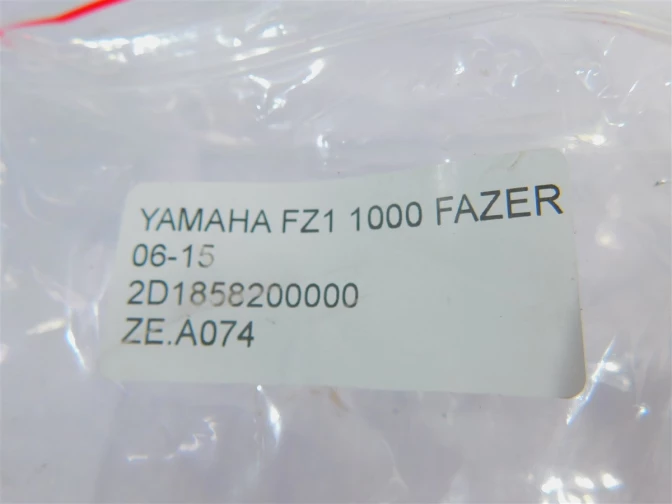 YAMAHA FZ1 1000 FAZER
06-15
2D1858200000
ZE.A074